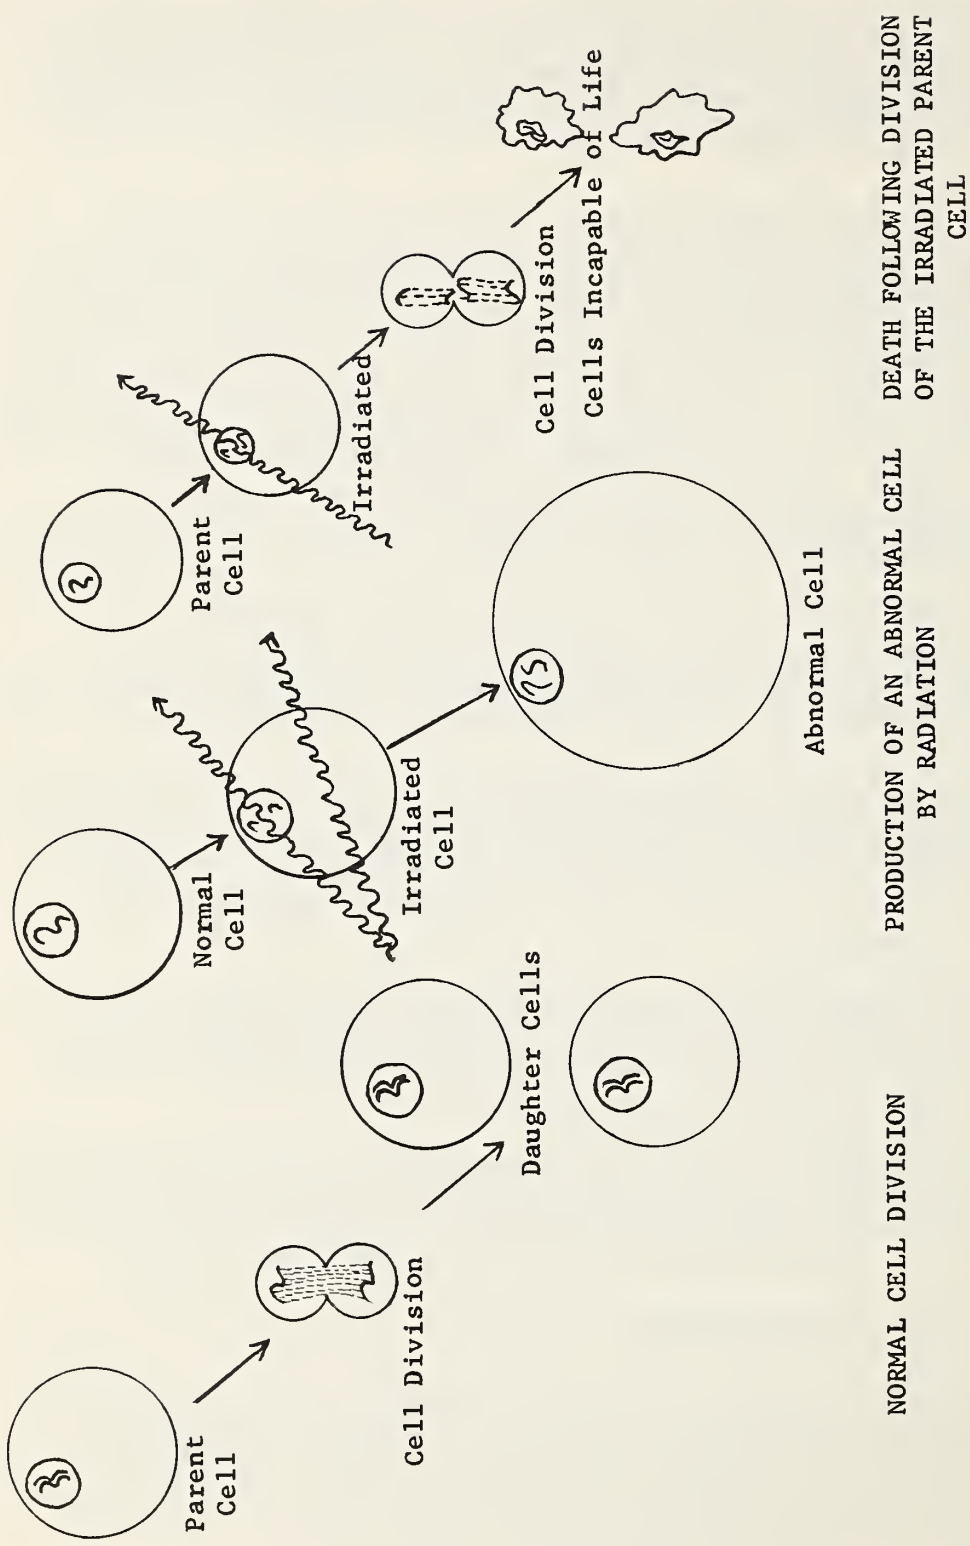 Parent
Cell
Cell Division
Daughter Cells
NORMAL CELL DIVISION
Normal
Cell
Irradiated
Cell
Abnormal Cell
PRODUCTION OF AN ABNORMAL CELL
BY RADIATION
Parent
Cell
Irradiated
Cell Division
Cells Incapable of Life
DEATH FOLLOWING DIVISION
OF THE IRRADIATED PARENT
CELL